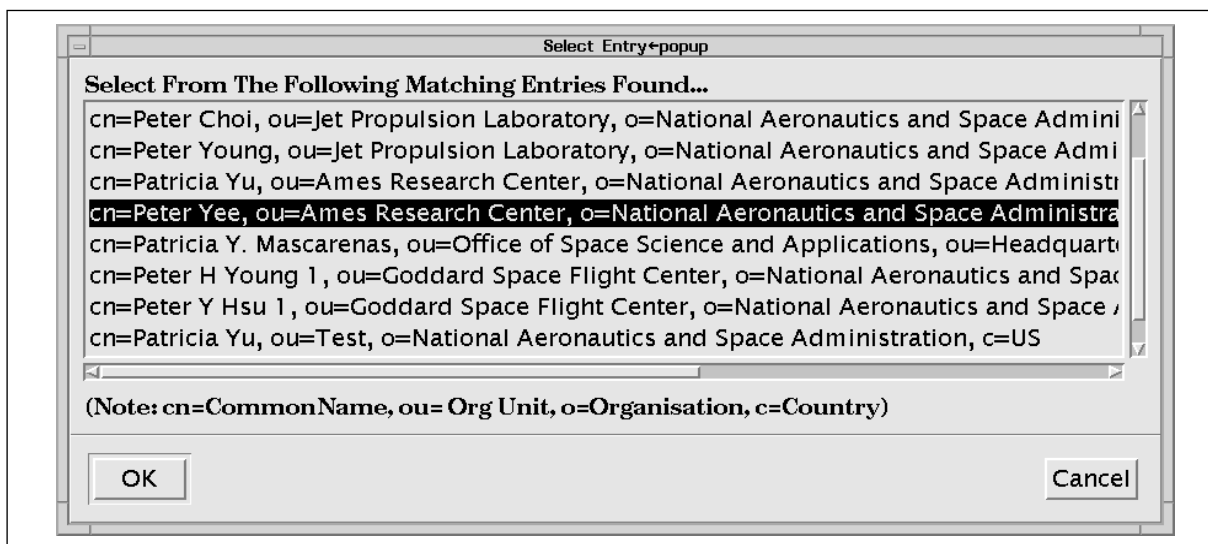 Select Entry←popup
Select From The Following Matching Entries Found...
cn=Peter Choi, ou=Jet Propulsion Laboratory, o=National Aeronautics and Space Admini
cn=Peter Young, ou=Jet Propulsion Laboratory, o=National Aeronautics and Space Admi
cn=Patricia Yu, ou=Ames Research Center, o=National Aeronautics and Space Administr
cn=Peter Yee, ou=Ames Research Center, o=National Aeronautics and Space Administra
cn=Patricia Y. Mascarenas, ou=Office of Space Science and Applications, ou=Headquart
cn=Peter H Young 1, ou=Goddard Space Flight Center, o=National Aeronautics and Spac
cn=Peter Y Hsu 1, ou=Goddard Space Flight Center, o=National Aeronautics and Space
cn=Patricia Yu, ou=Test, o=National Aeronautics and Space Administration, c=US
(Note: cn=CommonName, ou= Org Unit, o=Organisation, c=Country)
OK
Cancel